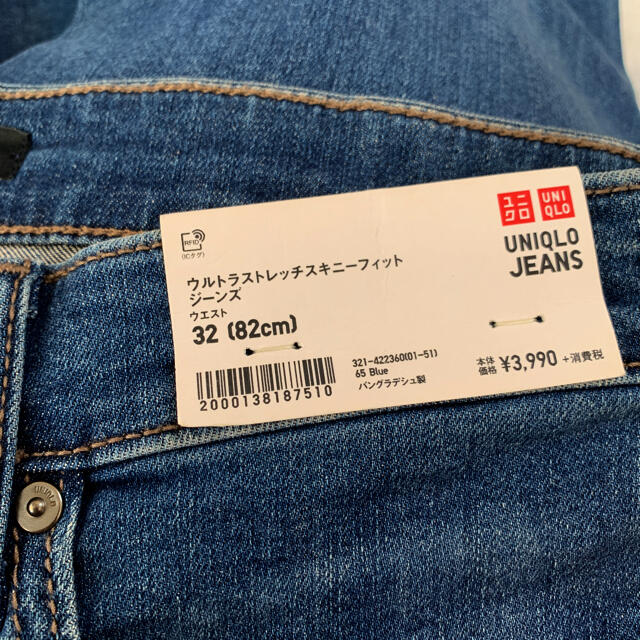 ユニ
クロ
UNI
QLO
UNIQLO
JEANS
RFID
(ICタグ)
ウルトラストレッチスキニーフィット
ジーンズ
ウエスト
32 (82cm)
2000138187510
321-422360(01-51)
65 Blue
バングラデシュ製
本体
価格 ¥3,990 +消費税
UNIQLO